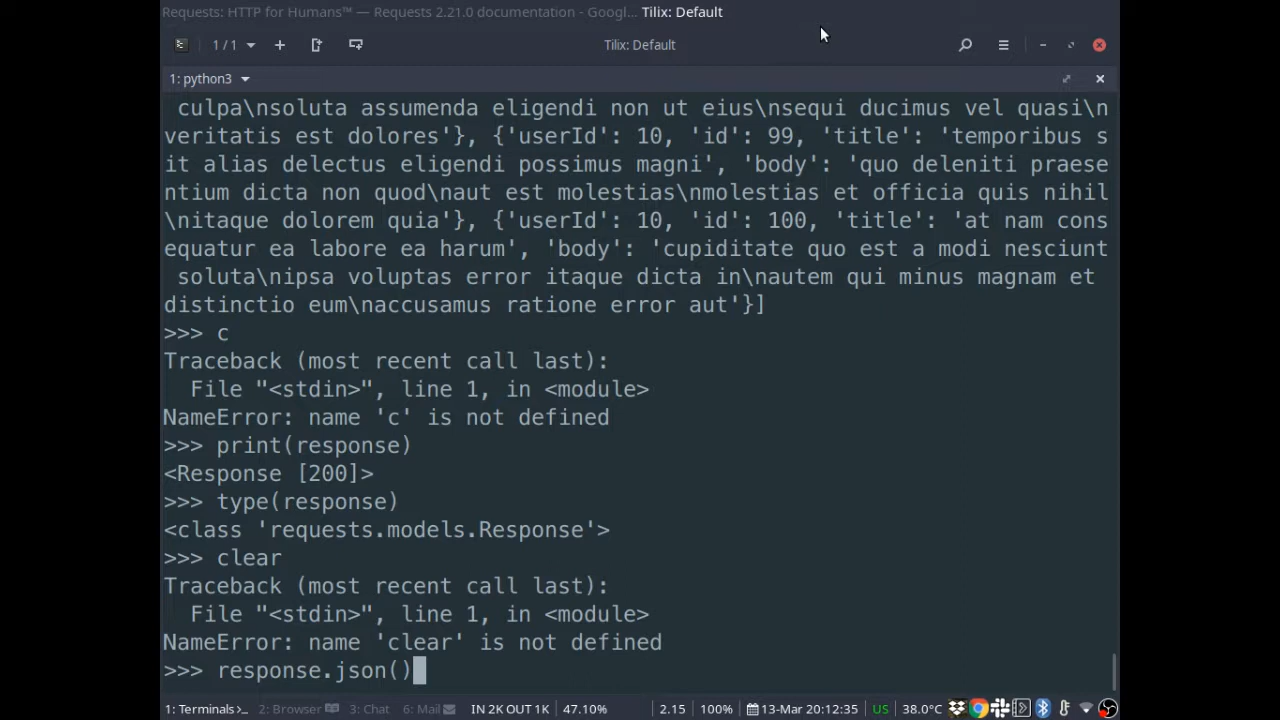 Requests: HTTP for Humans™ — Requests 2.21.0 documentation - Googl... Tilix: Default
1 / 1 Tilix: Default
1: python3
culpa\nsoluta assumenda eligendi non ut eius\nsequi ducimus vel quasi\n
veritatis est dolores'}, {'userId': 10, 'id': 99, 'title': 'temporibus s
it alias delectus eligendi possimus magni', 'body': 'quo deleniti praese
ntium dicta non quod\naut est molestias\nmolestias et officia quis nihil
\nitaque dolorem quia'}, {'userId': 10, 'id': 100, 'title': 'at nam cons
equatur ea labore ea harum', 'body': 'cupiditate quo est a modi nesciunt
soluta\nipsa voluptas error itaque dicta in\nautem qui minus magnam et
distinctio eum\naccusamus ratione error aut'}]
>>> c
Traceback (most recent call last):
  File "<stdin>", line 1, in <module>
NameError: name 'c' is not defined
>>> print(response)
<Response [200]>
>>> type(response)
<class 'requests.models.Response'>
>>> clear
Traceback (most recent call last):
  File "<stdin>", line 1, in <module>
NameError: name 'clear' is not defined
>>> response.json()
1: Terminals 2: Browser 3: Chat 6: Mail IN 2K OUT 1K 47.10% 2.15 100% 13-Mar 20:12:35 US 38.0°C